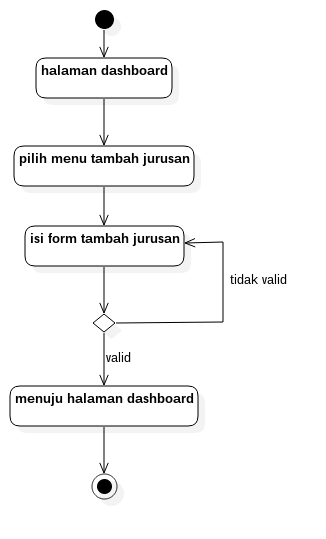 halaman dashboard
pilih menu tambah jurusan
isi form tambah jurusan
tidak valid
valid
menuju halaman dashboard